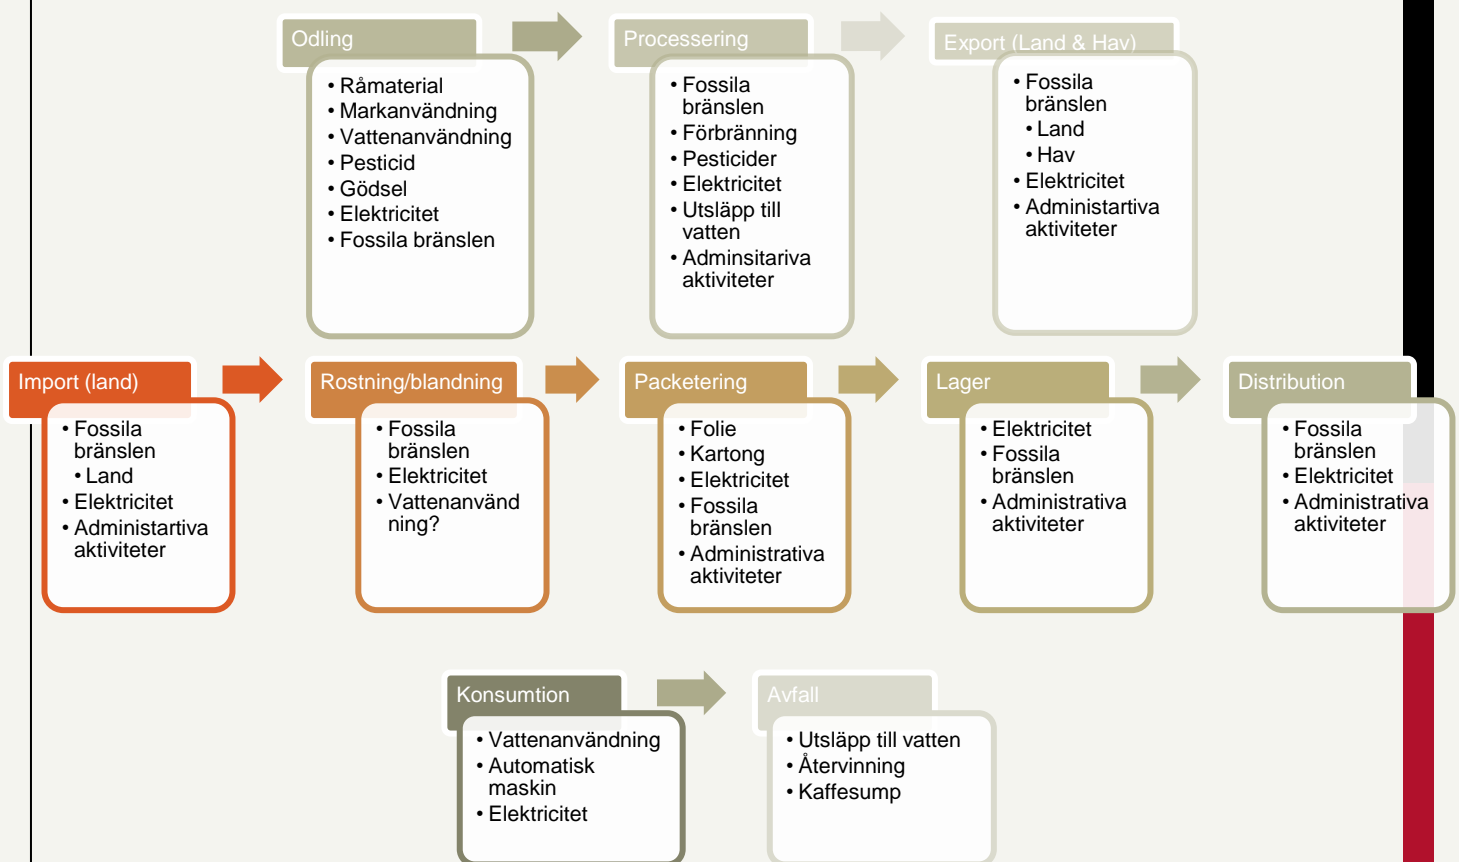 Odling
• Råmaterial
• Markanvändning
• Vattenanvändning
• Pesticid
• Gödsel
• Elektricitet
• Fossila bränslen
Processering
• Fossila
bränslen
• Förbränning
• Pesticider
• Elektricitet
• Utsläpp till
vatten
• Adminsitariva
aktiviteter
Export (Land & Hav)
• Fossila
bränslen
• Land
• Hav
• Elektricitet
• Administartiva
aktiviteter
Import (land)
• Fossila
bränslen
• Land
• Elektricitet
• Administartiva
aktiviteter
Rostning/blandning
• Fossila
bränslen
• Elektricitet
• Vattenanvänd
ning?
Packetering
• Folie
• Kartong
• Elektricitet
• Fossila
bränslen
• Administrativa
aktiviteter
Lager
• Elektricitet
• Fossila
bränslen
• Administrativa
aktiviteter
Distribution
• Fossila
bränslen
• Elektricitet
• Administrativa
aktiviteter
Konsumtion
• Vattenanvändning
• Automatisk
maskin
• Elektricitet
Avfall
• Utsläpp till vatten
• Återvinning
• Kaffesump